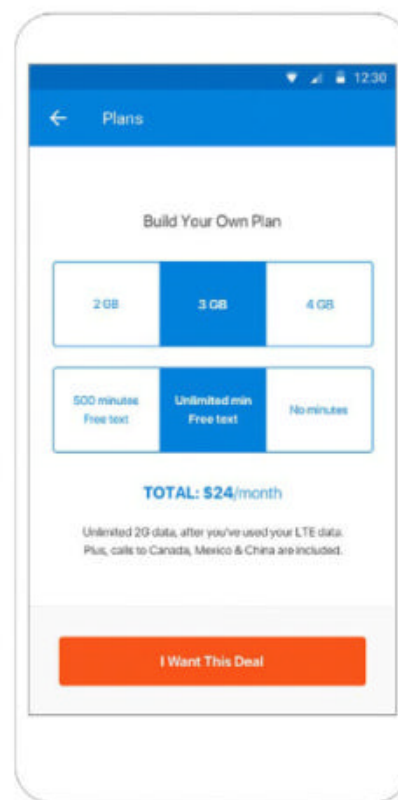 12:30
Plans
Build Your Own Plan
2 GB
3 GB
4 GB
500 minutes
Free text
Unlimited min
Free text
No minutes
TOTAL: $24/month
Unlimited 2G data, after you've used your LTE data.
Plus, calls to Canada, Mexico & China are included.
I Want This Deal